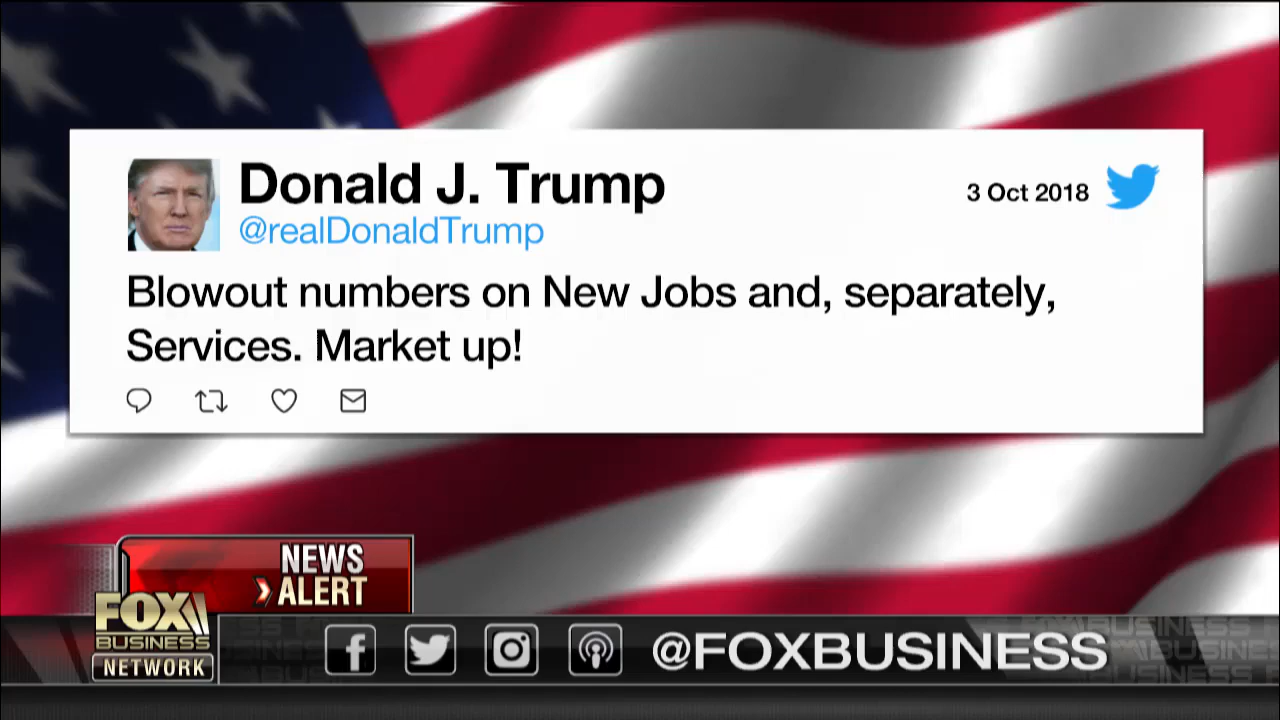 Donald J. Trump
3 Oct 2018
@realDonaldTrump
Blowout numbers on New Jobs and, separately,
Services. Market up!
NEWS
ALERT
FOX
BUSINESS
NETWORK
@FOXBUSINESS